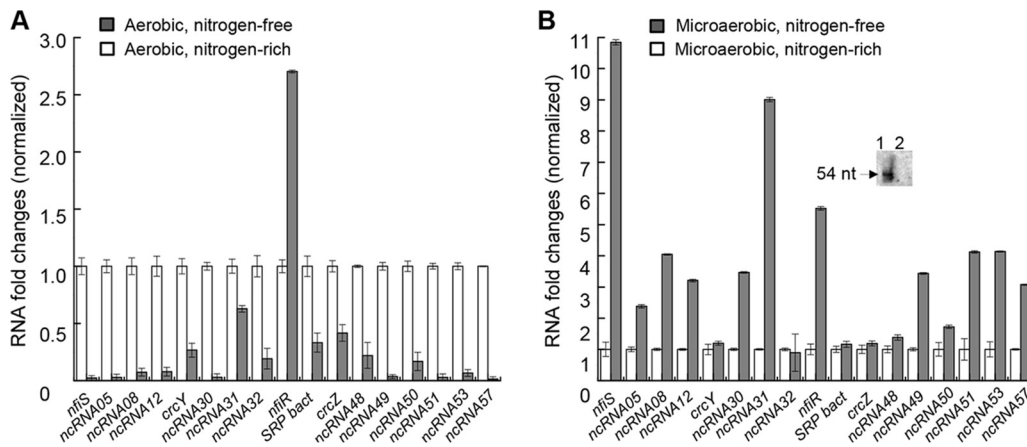 A
Aerobic, nitrogen-free
Aerobic, nitrogen-rich
RNA fold changes (normalized)
3.0
2.5
2.0
1.5
1.0
0.5
0
nfiS
ncRNA05
ncRNA08
ncRNA12
crcY
ncRNA30
ncRNA31
ncRNA32
nfiR
SRP bact
crcZ
ncRNA48
ncRNA49
ncRNA50
ncRNA51
ncRNA53
ncRNA57
B
Microaerobic, nitrogen-free
Microaerobic, nitrogen-rich
RNA fold changes (normalized)
11
10
9
8
7
6
5
4
3
2
1
0
1 2
54 nt
nfiS
ncRNA05
ncRNA08
ncRNA12
crcY
ncRNA30
ncRNA31
ncRNA32
nfiR
SRP bact
crcZ
ncRNA48
ncRNA49
ncRNA50
ncRNA51
ncRNA53
ncRNA57